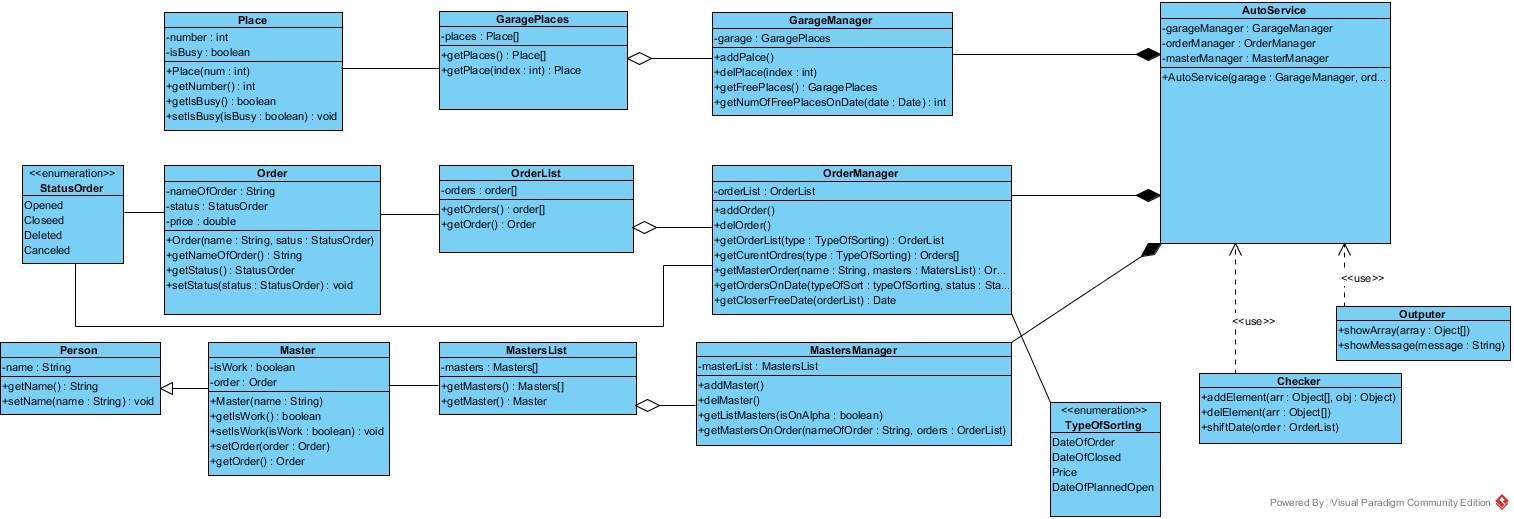 Place
-number : int
-isBusy : boolean
+Place(num : int)
+getNumber() : int
+getIsBusy() : boolean
+setIsBusy(isBusy : boolean) : void
GaragePlaces
-places : Place[]
+getPlaces() : Place[]
+getPlace(index : int) : Place
GarageManager
-garage : GaragePlaces
+addPalce()
+delPlace(index : int)
+getFreePlaces() : GaragePlaces
+getNumOfFreePlacesOnDate(date : Date) : int
AutoService
-garageManager : GarageManager
-orderManager : OrderManager
-masterManager : MasterManager
+AutoService(garage : GarageManager, ord...
<<enumeration>>
StatusOrder
Opened
Closeed
Deleted
Canceled
Order
-nameOfOrder : String
-status : StatusOrder
-price : double
+Order(name : String, satus : StatusOrder)
+getNameOfOrder() : String
+getStatus() : StatusOrder
+setStatus(status : StatusOrder) : void
OrderList
-orders : order[]
+getOrders() : order[]
+getOrder() : Order
OrderManager
-orderList : OrderList
+addOrder()
+delOrder()
+getOrderList(type : TypeOfSorting) : OrderList
+getCurentOrdres(type : TypeOfSorting) : Orders[]
+getMasterOrder(name : String, masters : MatersList) : Or...
+getOrdersOnDate(typeOfSort : typeOfSorting, status : Sta...
+getCloserFreeDate(orderList) : Date
<<use>>
<<use>>
Outputer
+showArray(array : Oject[])
+showMessage(message : String)
Person
-name : String
+getName() : String
+setName(name : String) : void
Master
-isWork : boolean
-order : Order
+Master(name : String)
+getIsWork() : boolean
+setIsWork(isWork : boolean) : void
+setOrder(order : Order)
+getOrder() : Order
MastersList
-masters : Masters[]
+getMasters() : Masters[]
+getMaster() : Master
MastersManager
-masterList : MastersList
+addMaster()
+delMaster()
+getListMasters(isOnAlpha : boolean)
+getMastersOnOrder(nameOfOrder : String, orders : OrderList)
Checker
+addElement(arr : Object[], obj : Object)
+delElement(arr : Object[])
+shiftDate(order : OrderList)
<<enumeration>>
TypeOfSorting
DateOfOrder
DateOfClosed
Price
DateOfPlannedOpen
Powered By Visual Paradigm Community Edition